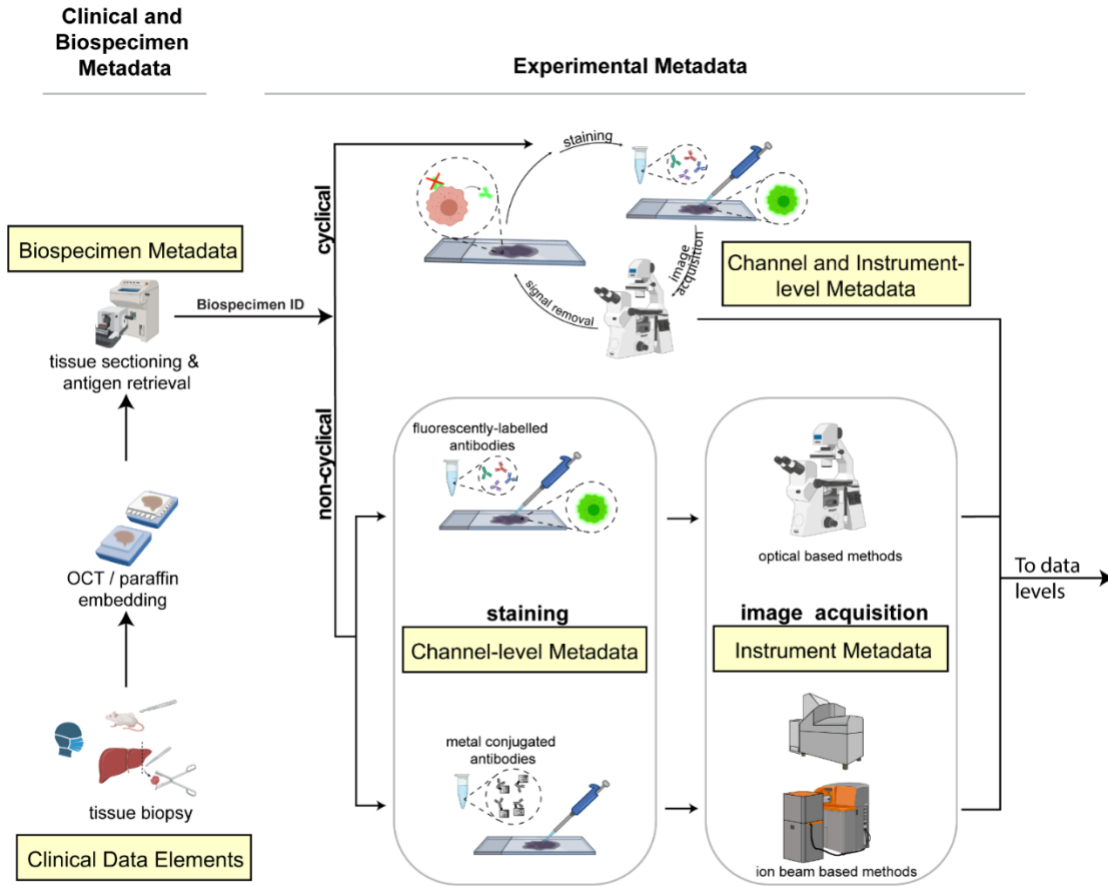 Clinical and
Biospecimen
Metadata
Experimental Metadata
staining
cyclical
Biospecimen Metadata
image
acquisition
Channel and Instrument-
level Metadata
Biospecimen ID
signal removal
tissue sectioning &
antigen retrieval
non-cyclical
fluorescently-labelled
antibodies
optical based methods
OCT / paraffin
embedding
To data
levels
staining
image acquisition
Channel-level Metadata
Instrument Metadata
metal conjugated
antibodies
tissue biopsy
Clinical Data Elements
ion beam based methods